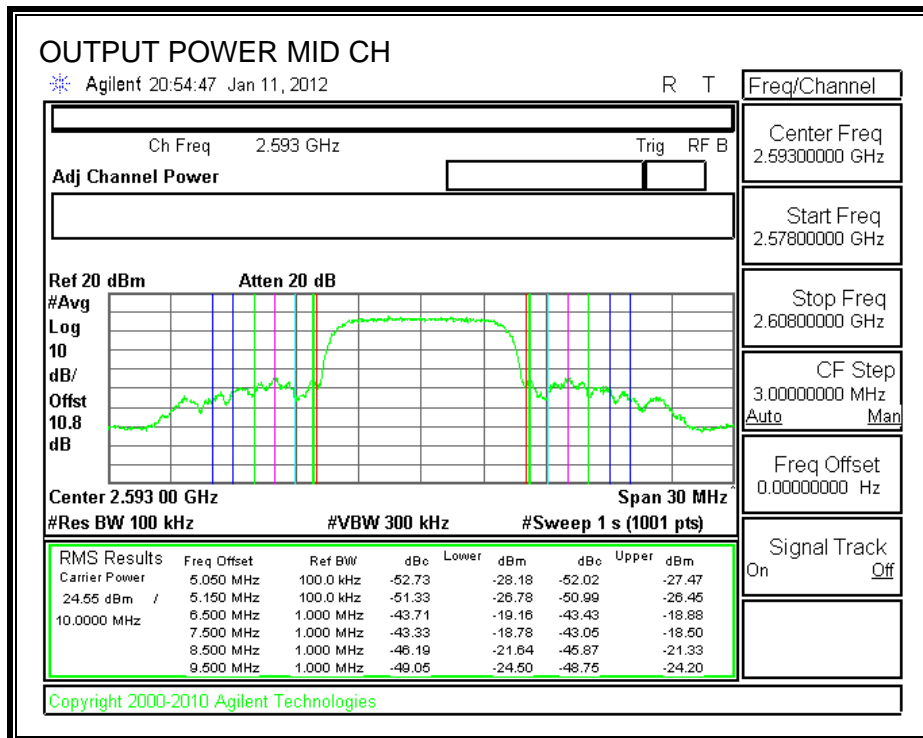 OUTPUT POWER MID CH
Agilent 20:54:47 Jan 11, 2012 R T
Ch Freq 2.593 GHz Trig RF B
Adj Channel Power
Ref 20 dBm Atten 20 dB
#Avg
Log
10
dB/
Offst
10.8
dB
Center 2.593 00 GHz Span 30 MHz^
#Res BW 100 kHz #VBW 300 kHz #Sweep 1 s (1001 pts)
RMS Results Freq Offset Ref BW dBc Lower dBm dBc Upper dBm
Carrier Power 5.050 MHz 100.0 kHz -52.73 -28.18 -52.02 -27.47
24.55 dBm / 5.150 MHz 100.0 kHz -51.33 -26.78 -50.99 -26.45
10.0000 MHz 6.500 MHz 1.000 MHz -43.71 -19.16 -43.43 -18.88
7.500 MHz 1.000 MHz -43.33 -18.78 -43.05 -18.50
8.500 MHz 1.000 MHz -46.19 -21.64 -45.87 -21.33
9.500 MHz 1.000 MHz -49.05 -24.50 -48.75 -24.20
Copyright 2000-2010 Agilent Technologies
Freq/Channel
Center Freq
2.59300000 GHz
Start Freq
2.57800000 GHz
Stop Freq
2.60800000 GHz
CF Step
3.00000000 MHz
Auto Man
Freq Offset
0.00000000 Hz
Signal Track
On Off